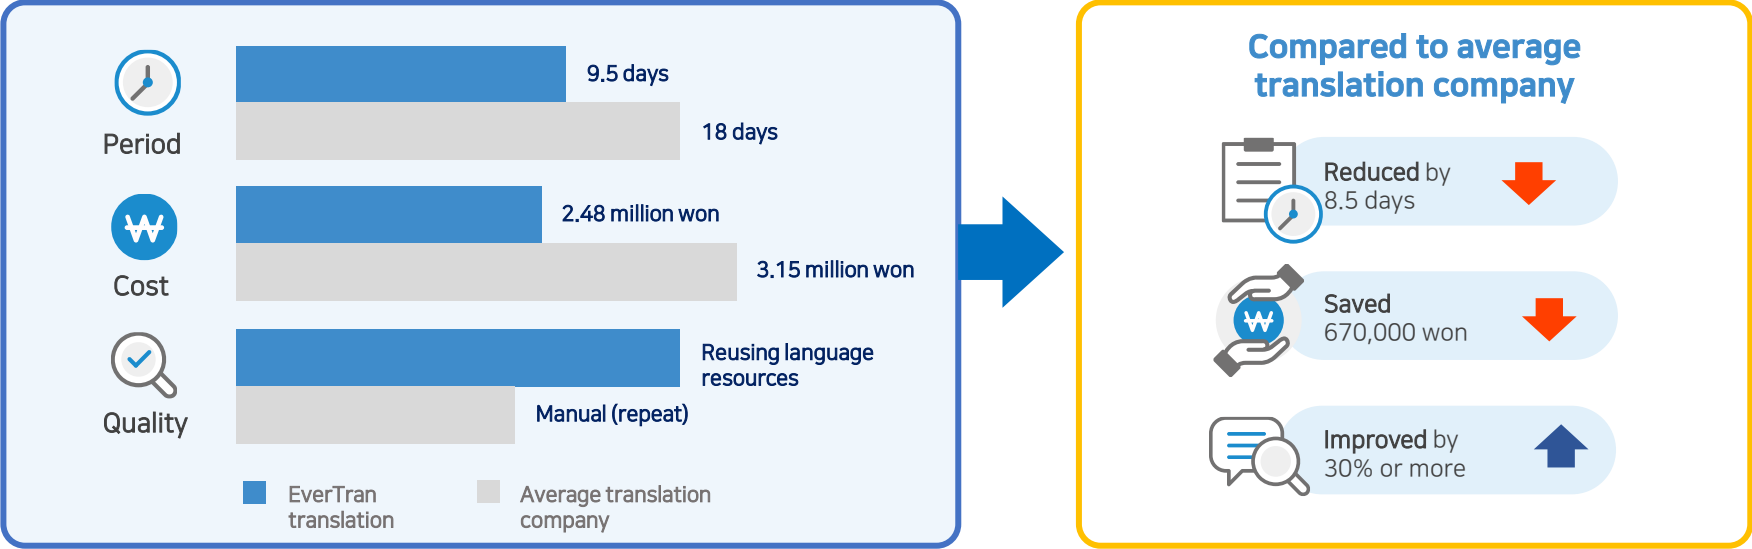 Period
9.5 days
18 days
Cost
2.48 million won
3.15 million won
Quality
Reusing language
resources
Manual (repeat)
EverTran
translation
Average translation
company
Compared to average
translation company
Reduced by
8.5 days
Saved
670,000 won
Improved by
30% or more